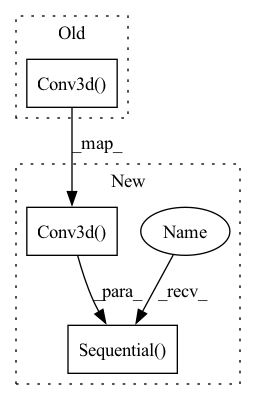 Old
Conv3d()
_map_
New
Conv3d()
Name
_para_
_recv_
Sequential()